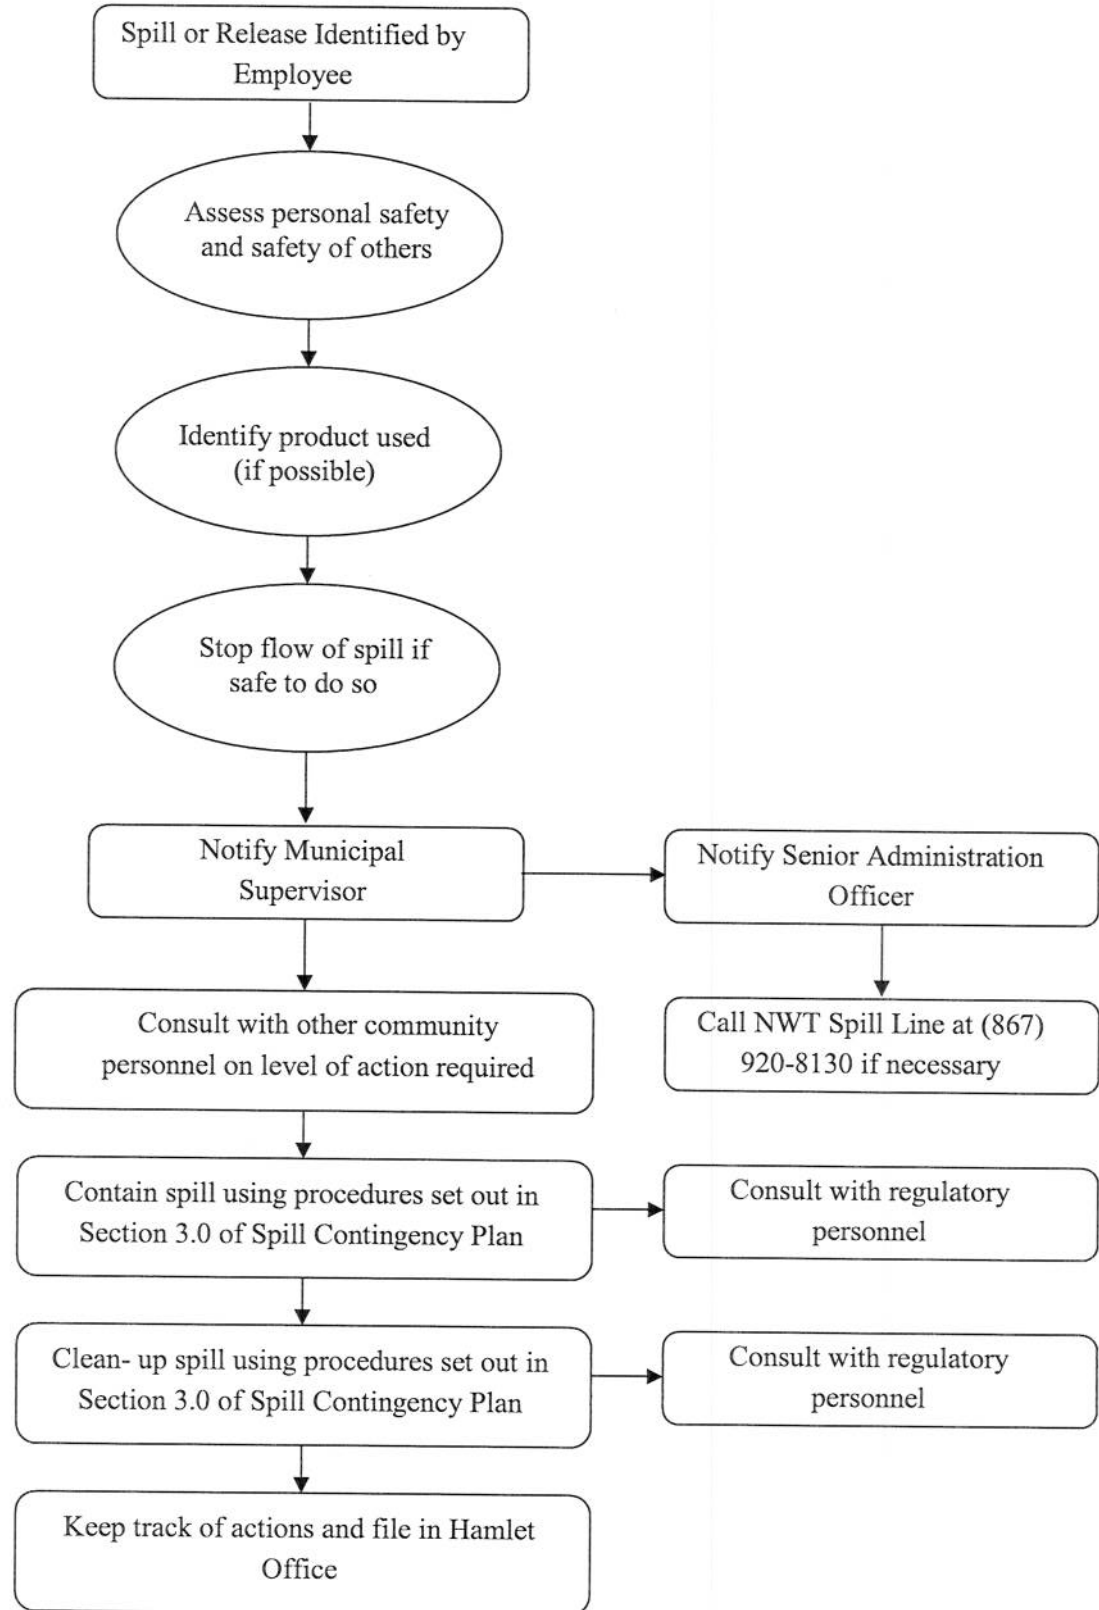 Spill or Release Identified by
Employee
Assess personal safety
and safety of others
Identify product used
(if possible)
Stop flow of spill if
safe to do so
Notify Municipal
Supervisor
Notify Senior Administration
Officer
Consult with other community
personnel on level of action required
Call NWT Spill Line at (867)
920-8130 if necessary
Contain spill using procedures set out in
Section 3.0 of Spill Contingency Plan
Consult with regulatory
personnel
Clean- up spill using procedures set out in
Section 3.0 of Spill Contingency Plan
Consult with regulatory
personnel
Keep track of actions and file in Hamlet
Office